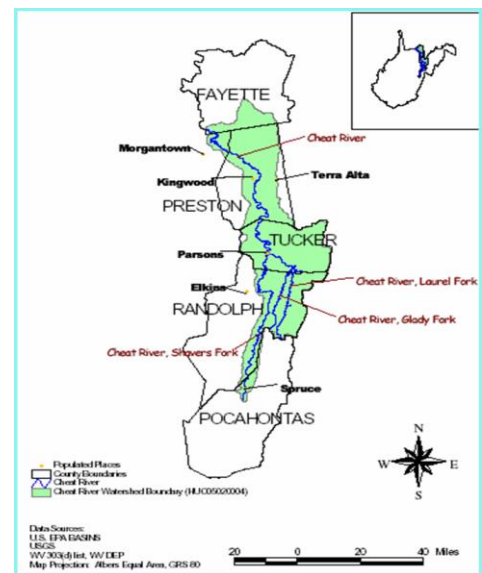 FAYETTE
Cheat River
Morgantown
Terra Alta
Kingwood
PRESTON
TUCKER
Parsons
Cheat River, Laurel Fork
Elkins
RANDOLPH
Cheat River, Glady Fork
Cheat River, Shavers Fork
Spruce
POCAHONTAS
N
W E
S
Populated Places
County Boundaries
Cheat River
Cheat River Watershed Boundary (HUC05020004)
Data Sources:
U.S. EPA BASINS
USGS
WV 303(d) list, WV DEP
Map Projection: Albers Equal Area, GRS 80
20 0 20 40 Miles